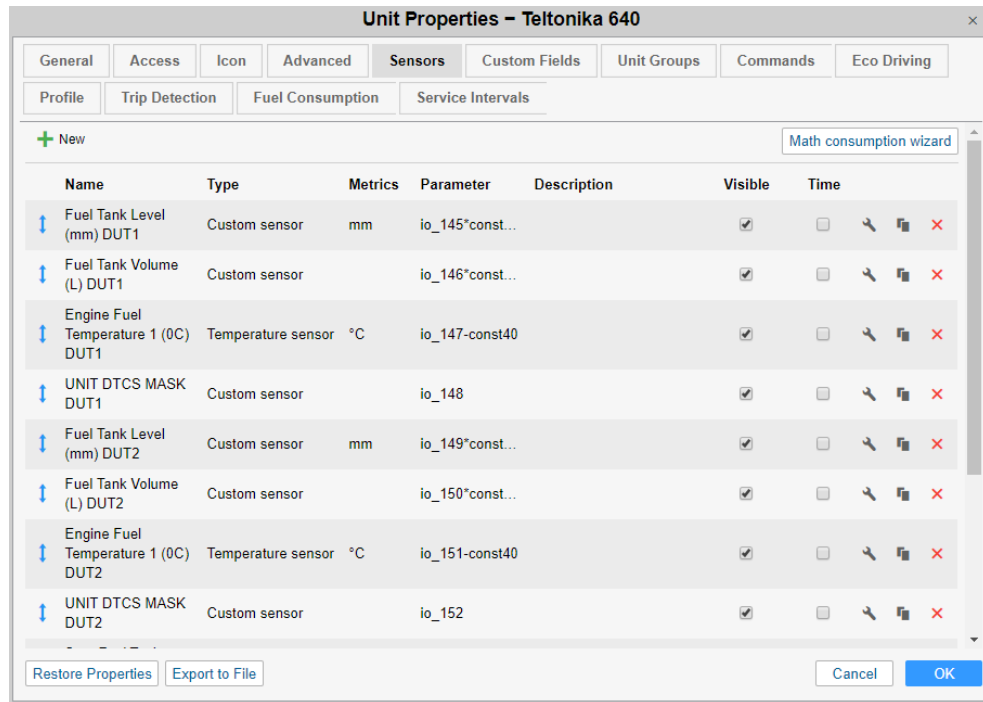 Unit Properties – Teltonika 640
General Access Icon Advanced Sensors Custom Fields Unit Groups Commands Eco Driving
Profile Trip Detection Fuel Consumption Service Intervals
New Math consumption wizard
Name Type Metrics Parameter Description Visible Time
Fuel Tank Level
(mm) DUT1 Custom sensor mm io_145*const...
Fuel Tank Volume
(L) DUT1 Custom sensor io_146*const...
Engine Fuel
Temperature 1 (0C) Temperature sensor °C io_147-const40
DUT1
UNIT DTCS MASK
DUT1 Custom sensor io_148
Fuel Tank Level
(mm) DUT2 Custom sensor mm io_149*const...
Fuel Tank Volume
(L) DUT2 Custom sensor io_150*const...
Engine Fuel
Temperature 1 (0C) Temperature sensor °C io_151-const40
DUT2
UNIT DTCS MASK
DUT2 Custom sensor io_152
Restore Properties Export to File Cancel OK